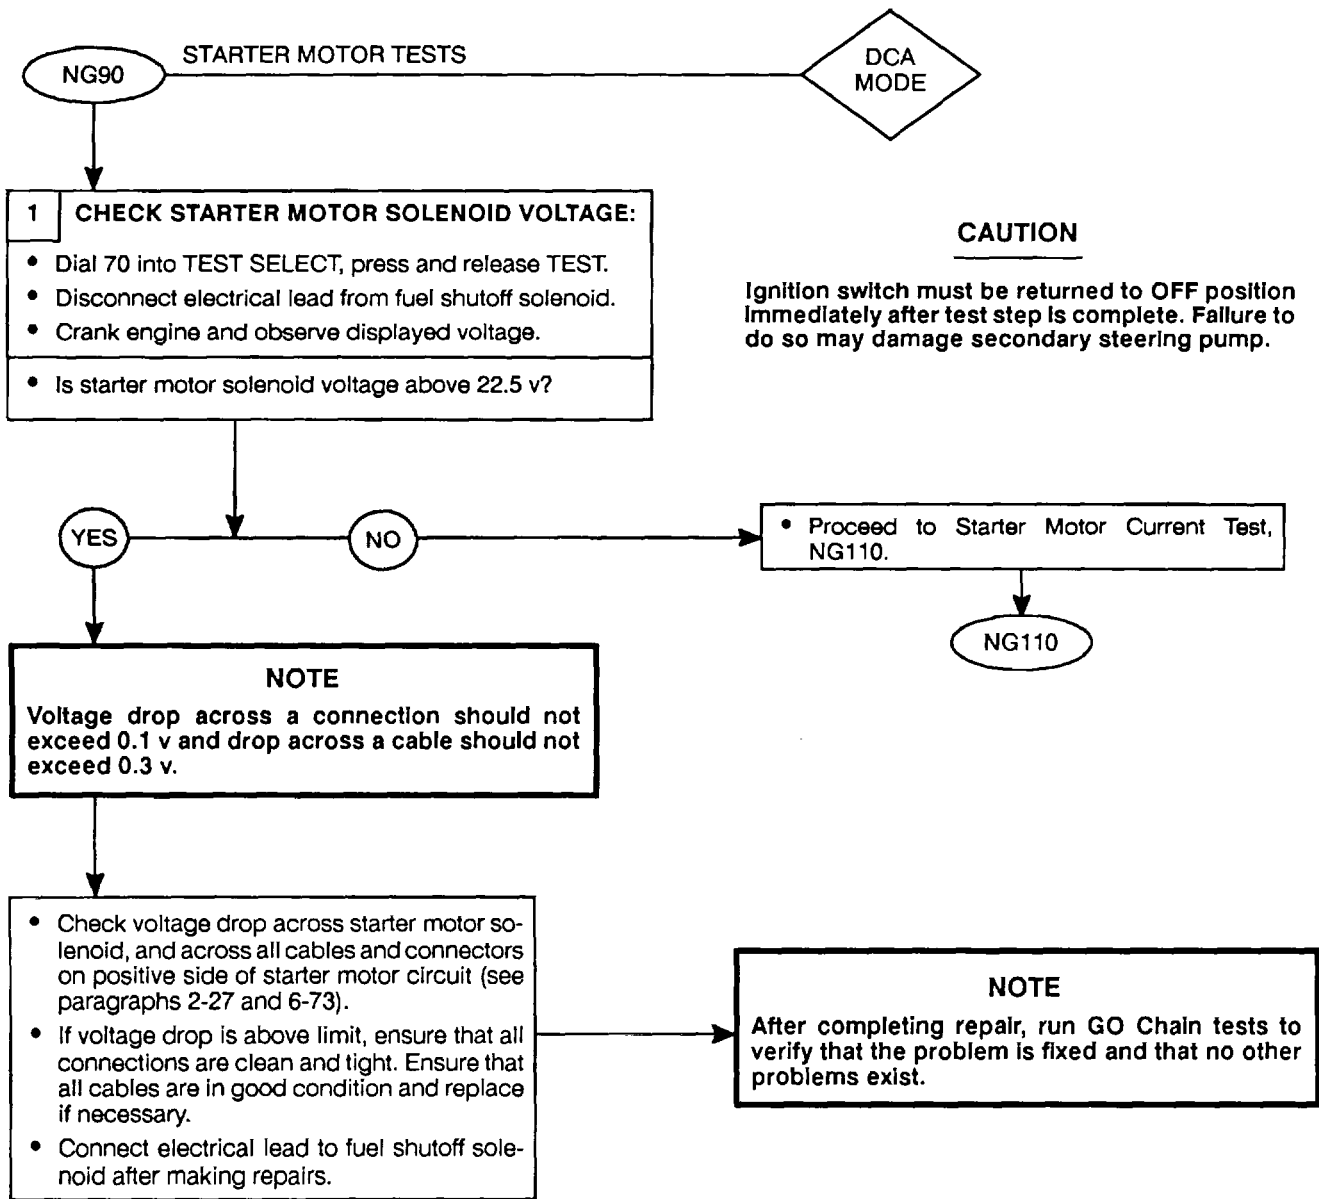 NG90
STARTER MOTOR TESTS
DCA
MODE
1 CHECK STARTER MOTOR SOLENOID VOLTAGE:
• Dial 70 into TEST SELECT, press and release TEST.
• Disconnect electrical lead from fuel shutoff solenoid.
• Crank engine and observe displayed voltage.
• Is starter motor solenoid voltage above 22.5 v?
CAUTION
Ignition switch must be returned to OFF position
immediately after test step is complete. Failure to
do so may damage secondary steering pump.
YES
NO
• Proceed to Starter Motor Current Test,
NG110.
NG110
NOTE
Voltage drop across a connection should not
exceed 0.1 v and drop across a cable should not
exceed 0.3 v.
• Check voltage drop across starter motor so-
lenoid, and across all cables and connectors
on positive side of starter motor circuit (see
paragraphs 2-27 and 6-73).
• If voltage drop is above limit, ensure that all
connections are clean and tight. Ensure that
all cables are in good condition and replace
if necessary.
• Connect electrical lead to fuel shutoff sole-
noid after making repairs.
NOTE
After completing repair, run GO Chain tests to
verify that the problem is fixed and that no other
problems exist.